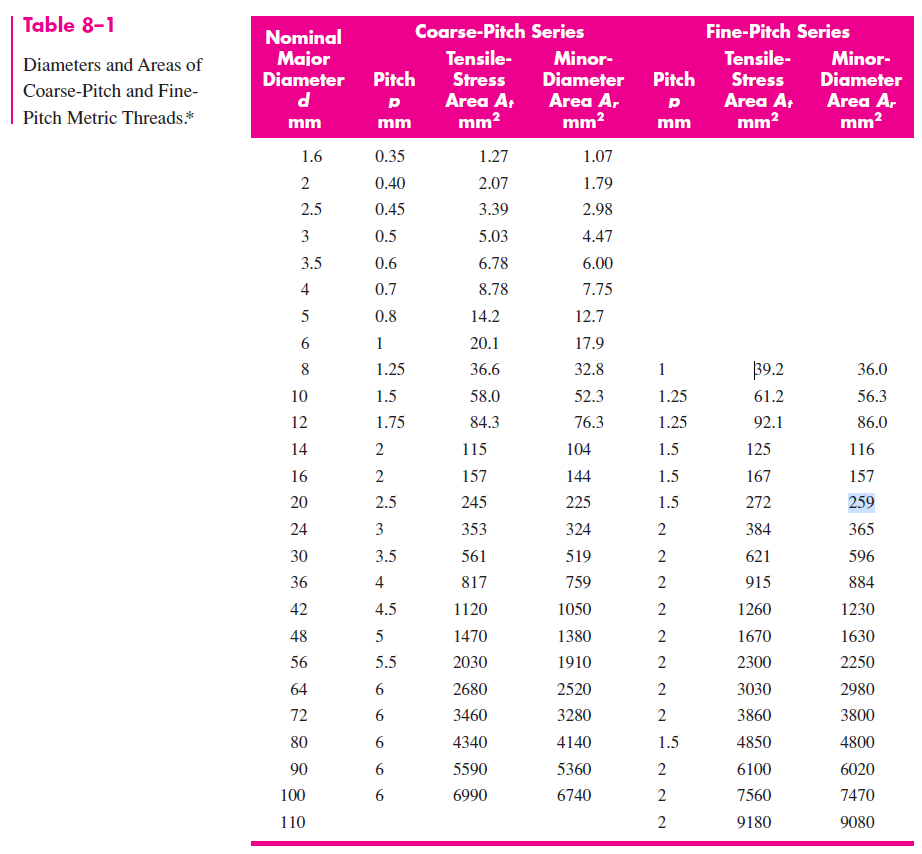 Table 8–1
Diameters and Areas of
Coarse-Pitch and Fine-
Pitch Metric Threads.*
Nominal Major Diameter d mm
Coarse-Pitch Series
Pitch p mm
Tensile-Stress Area At mm²
Minor-Diameter Area Ar mm²
Fine-Pitch Series
Pitch p mm
Tensile-Stress Area At mm²
Minor-Diameter Area Ar mm²
1.6 0.35 1.27 1.07
2 0.40 2.07 1.79
2.5 0.45 3.39 2.98
3 0.5 5.03 4.47
3.5 0.6 6.78 6.00
4 0.7 8.78 7.75
5 0.8 14.2 12.7
6 1 20.1 17.9
8 1.25 36.6 32.8 1 39.2 36.0
10 1.5 58.0 52.3 1.25 61.2 56.3
12 1.75 84.3 76.3 1.25 92.1 86.0
14 2 115 104 1.5 125 116
16 2 157 144 1.5 167 157
20 2.5 245 225 1.5 272 259
24 3 353 324 2 384 365
30 3.5 561 519 2 621 596
36 4 817 759 2 915 884
42 4.5 1120 1050 2 1260 1230
48 5 1470 1380 2 1670 1630
56 5.5 2030 1910 2 2300 2250
64 6 2680 2520 2 3030 2980
72 6 3460 3280 2 3860 3800
80 6 4340 4140 1.5 4850 4800
90 6 5590 5360 2 6100 6020
100 6 6990 6740 2 7560 7470
110 2 9180 9080